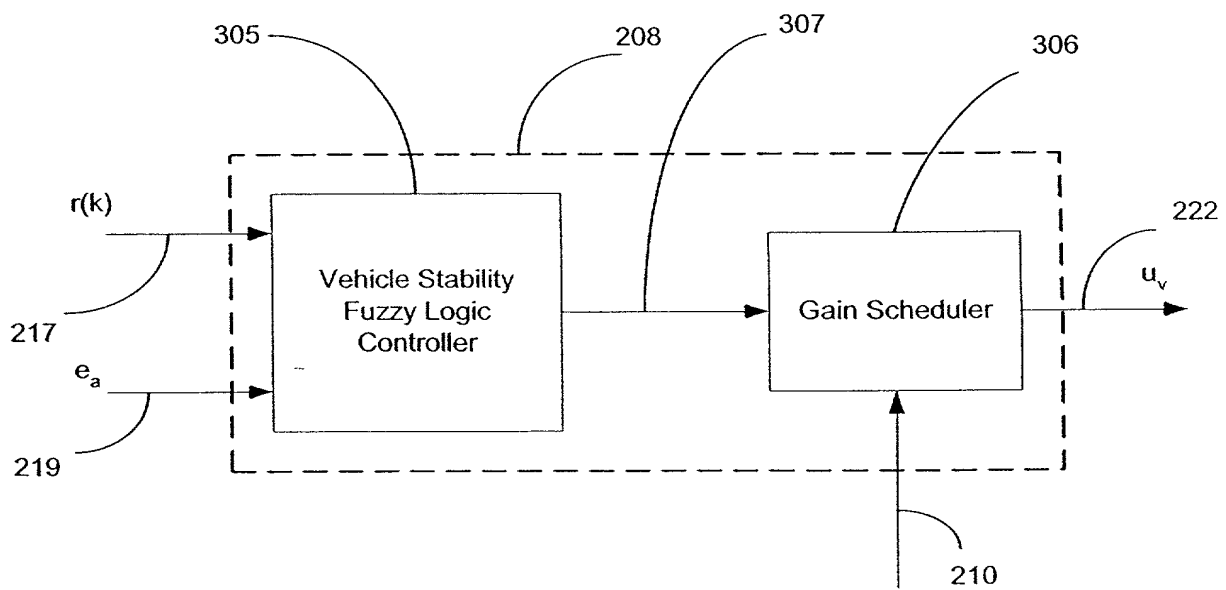 305
208
307
306
r(k)
222
u_v
Vehicle Stability
Fuzzy Logic
Controller
Gain Scheduler
217
e_a
219
210